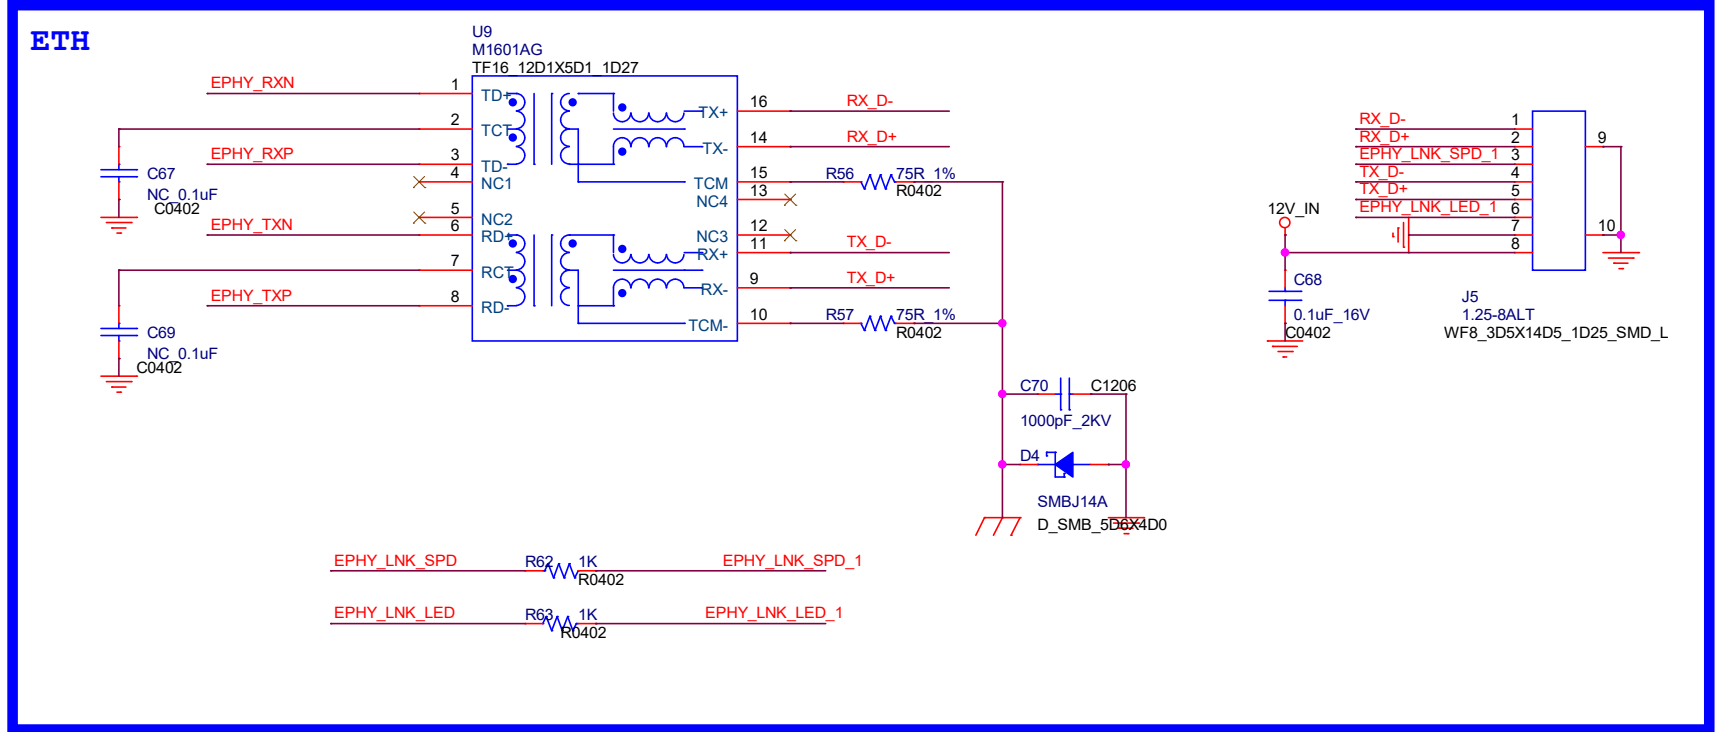 ETH
U9
M1601AG
TF16_12D1X5D1_1D27
EPHY_RXN
1
TD+
TX+
16
RX_D-
2
TCT
EPHY_RXP
3
TD-
TX-
14
RX_D+
4
NC1
TCM
15
R56
75R_1%
R0402
NC4
13
C67
NC_0.1uF
C0402
5
NC2
EPHY_TXN
6
RD+
NC3
12
RX+
11
TX_D-
7
RCT
RX-
9
TX_D+
EPHY_TXP
8
RD-
TCM-
10
R57
75R_1%
R0402
C69
NC_0.1uF
C0402
C70
C1206
1000pF_2KV
D4
SMBJ14A
D_SMB_5D6X4D0
EPHY_LNK_SPD
R62
1K
R0402
EPHY_LNK_SPD_1
EPHY_LNK_LED
R63
1K
R0402
EPHY_LNK_LED_1
RX_D-
1
RX_D+
2
9
EPHY_LNK_SPD_1
3
TX_D-
4
TX_D+
5
EPHY_LNK_LED_1
6
12V_IN
7
10
8
C68
0.1uF_16V
C0402
J5
1.25-8ALT
WF8_3D5X14D5_1D25_SMD_L